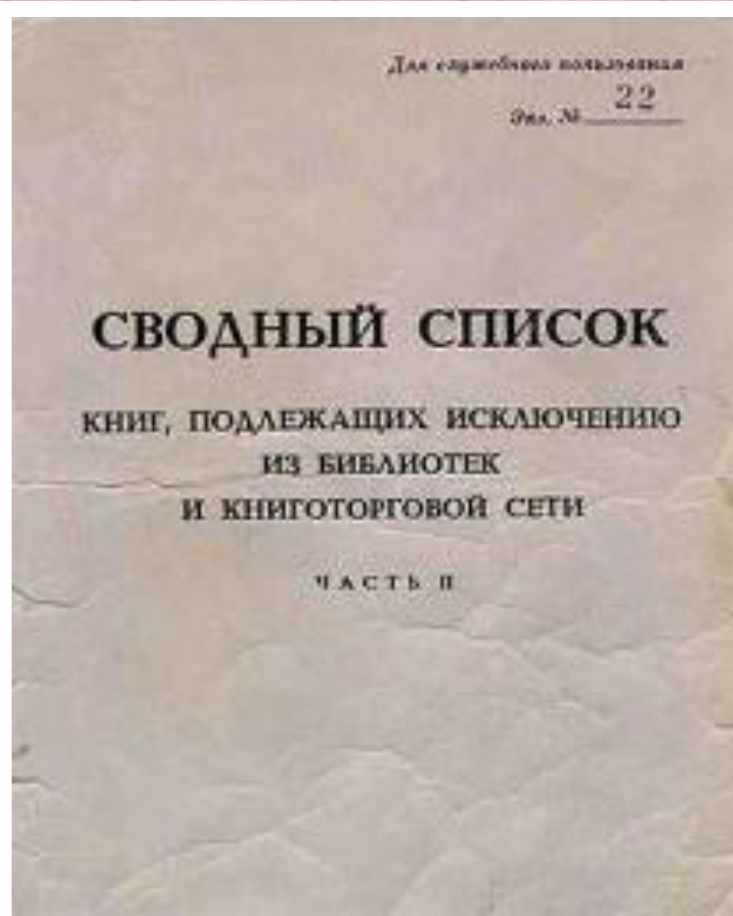 Для служебного пользования
Экз. № 22
СВОДНЫЙ СПИСОК
КНИГ, ПОДЛЕЖАЩИХ ИСКЛЮЧЕНИЮ
ИЗ БИБЛИОТЕК
И КНИГОТОРГОВОЙ СЕТИ
ЧАСТЬ II